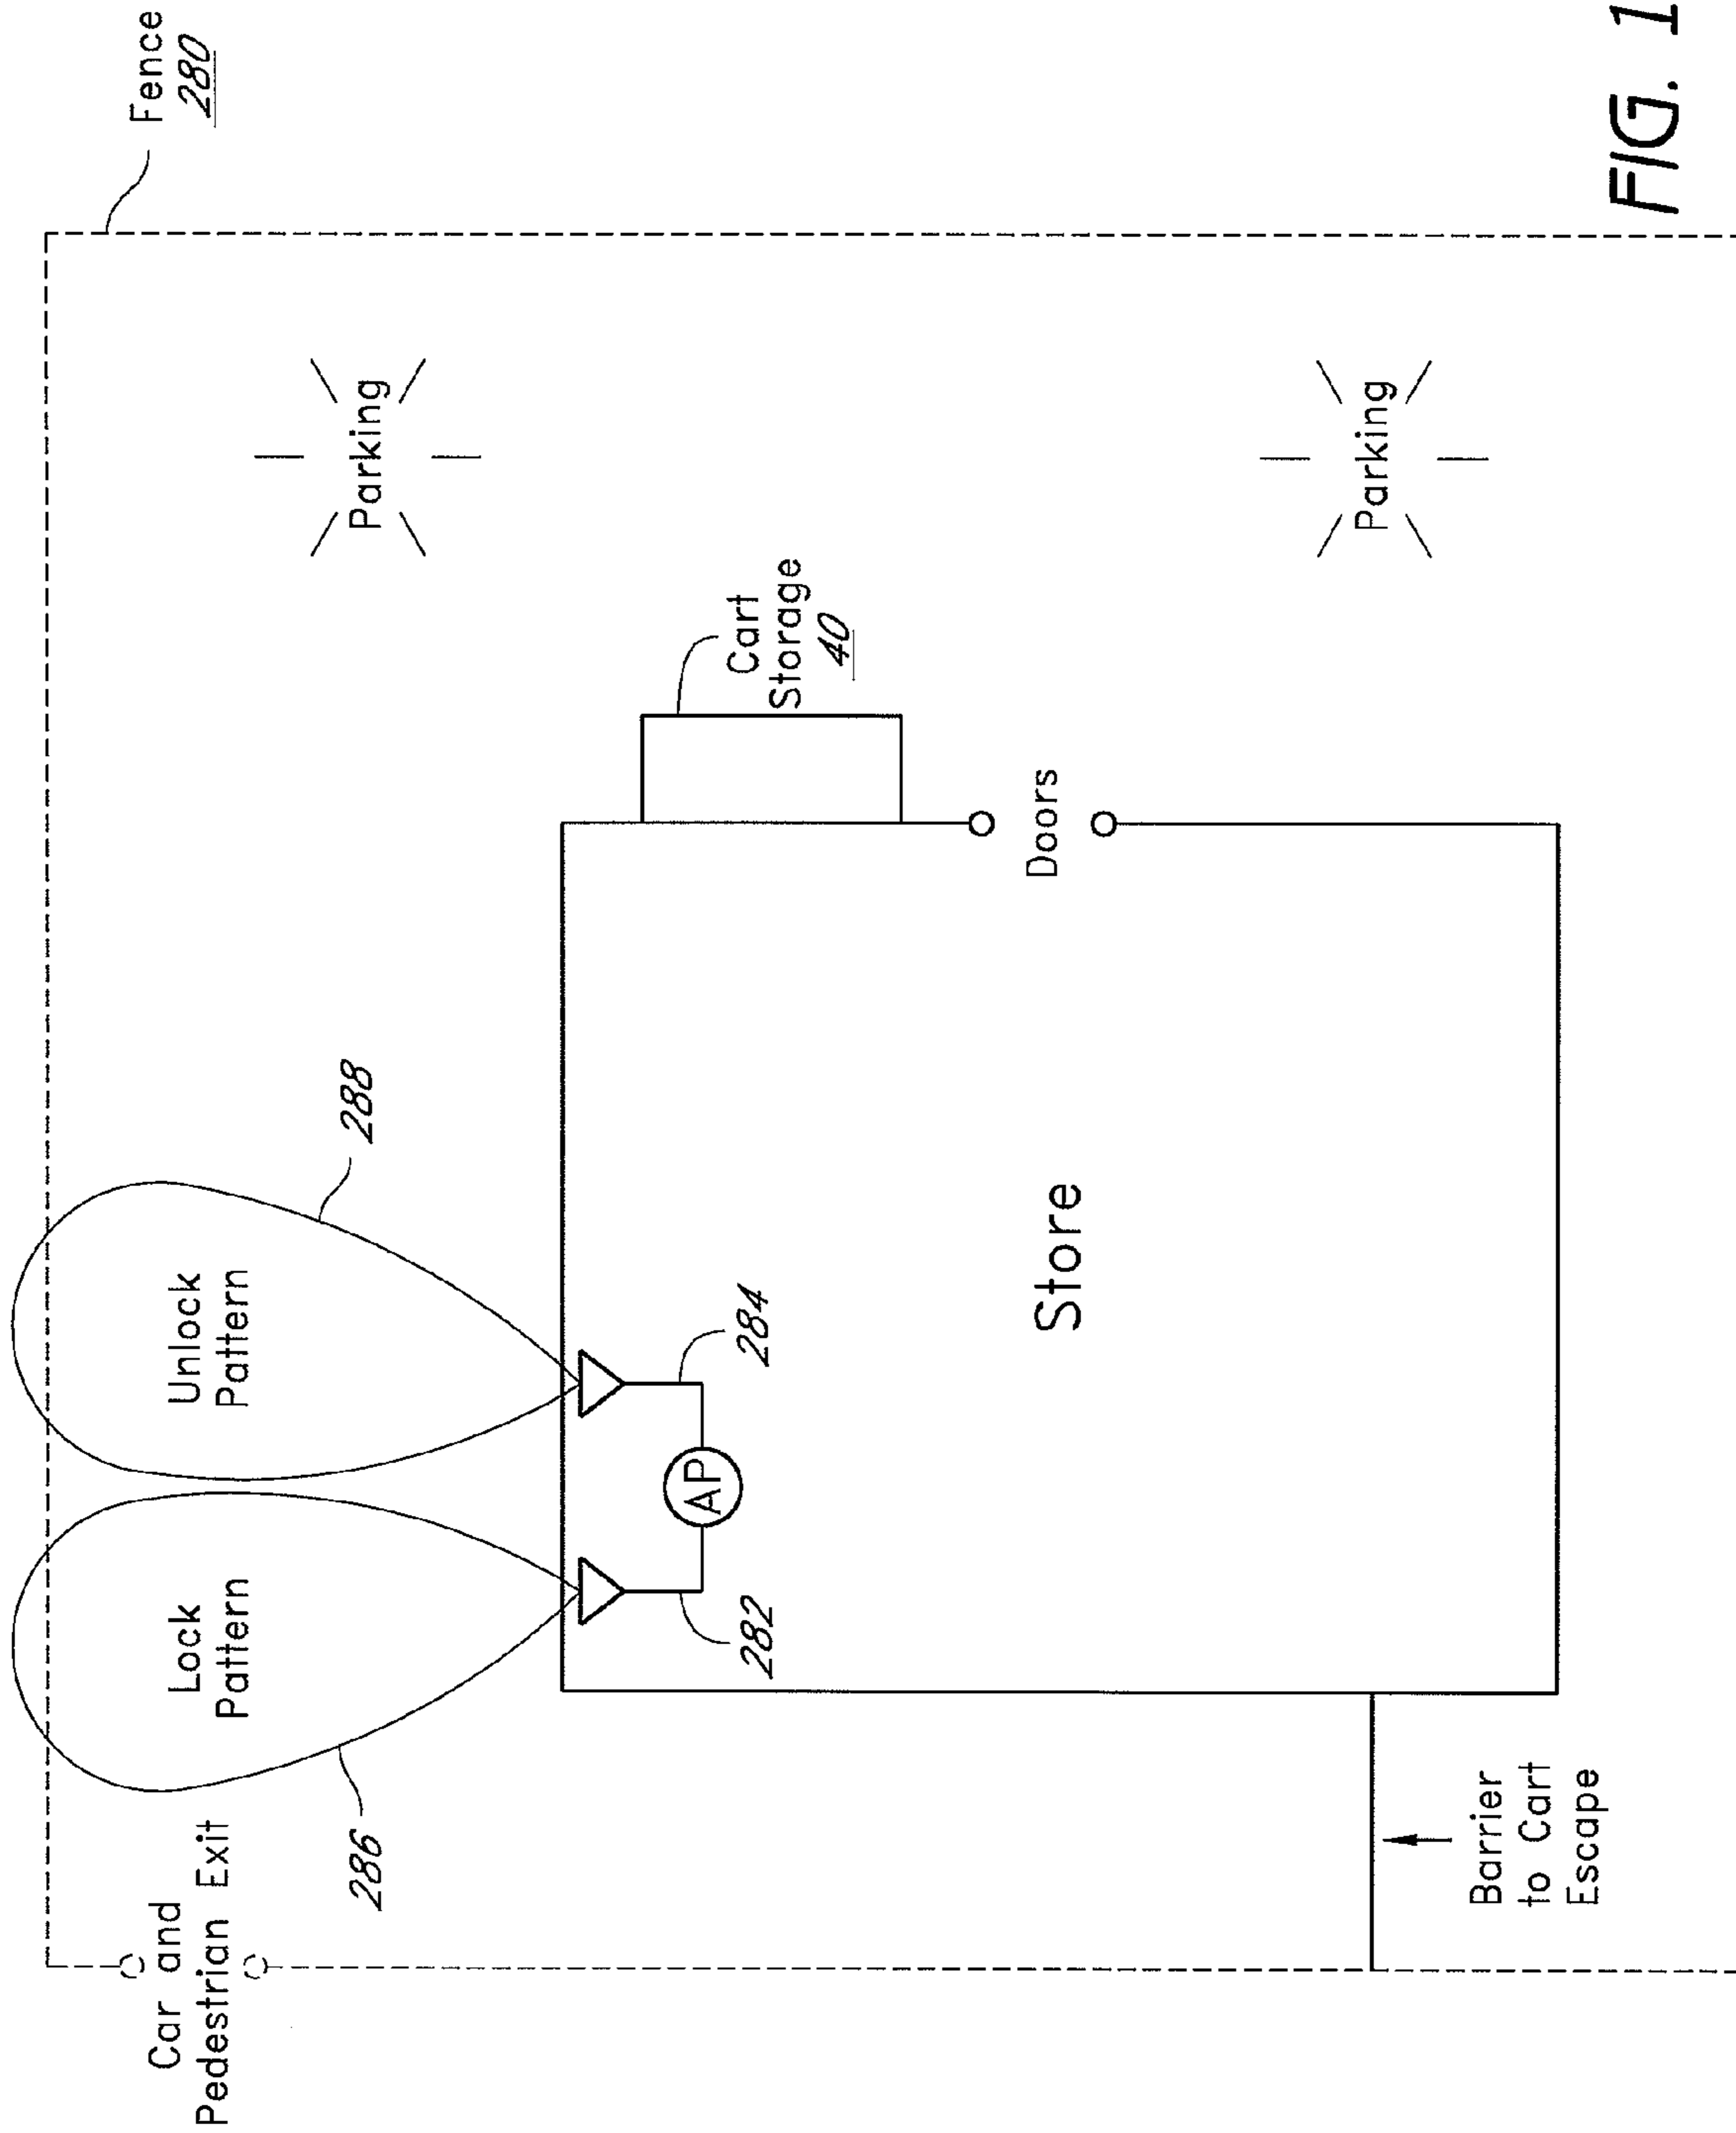 Car and
Pedestrian Exit
Lock
Pattern
Unlock
Pattern
Fence
280
286
288
Parking
282
AP
284
Cart
Storage
40
Store
Doors
Parking
Barrier
to Cart
Escape
FIG. 1